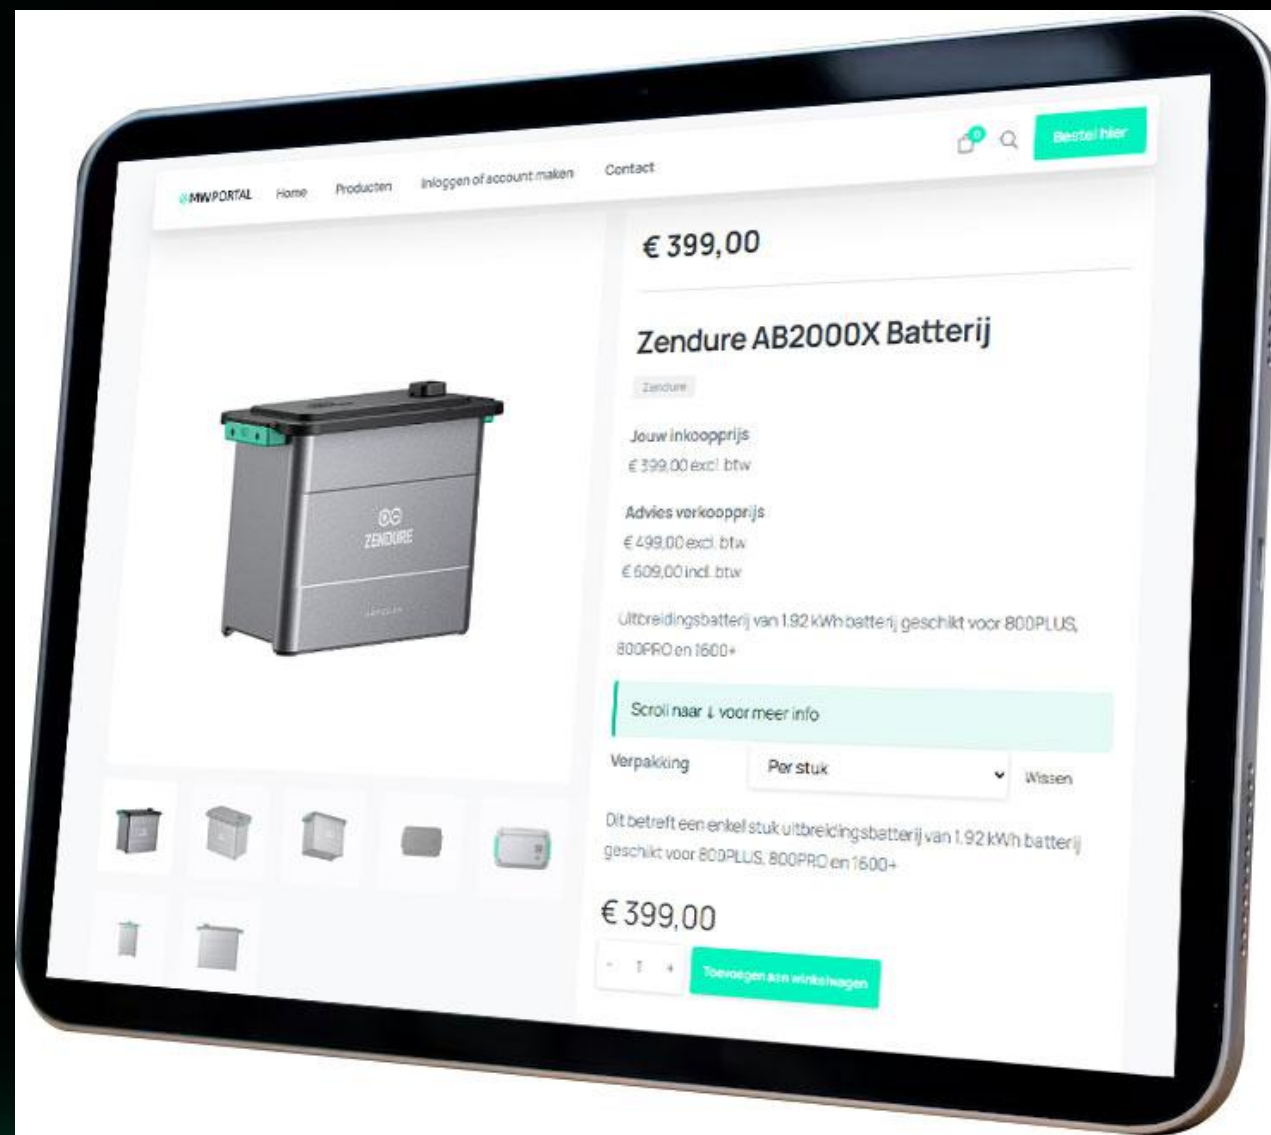 MWPORTAL
Home
Producten
Inloggen of account maken
Contact
0
Bestel hier
€ 399,00
Zendure AB2000X Batterij
Zendure
Jouw inkoopprijs
€ 399,00 excl. btw
Advies verkoopprijs
€ 499,00 excl. btw
€ 609,00 incl. btw
Uitbreidingsbatterij van 1.92 kWh batterij geschikt voor 800PLUS,
800PRO en 1600+
Scroll naar ↓ voor meer info
Verpakking
Per stuk
Wissen
Dit betreft een enkel stuk uitbreidingsbatterij van 1.92 kWh batterij
geschikt voor 800PLUS, 800PRO en 1600+
€ 399,00
- 1 +
Toevoegen aan winkelwagen
ZENDURE